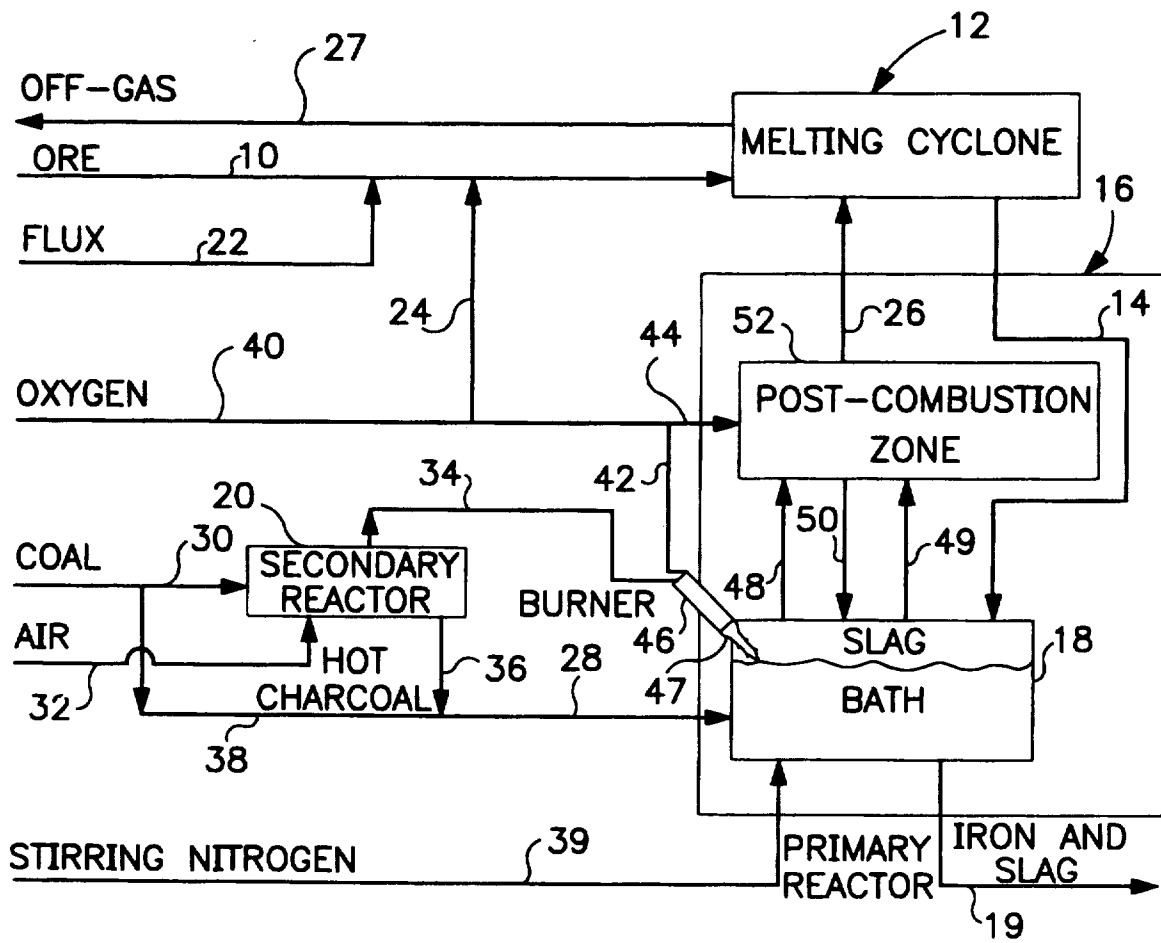 12
27
OFF-GAS
MELTING CYCLONE
ORE
10
16
FLUX
22
24
26
14
52
40
44
OXYGEN
POST-COMBUSTION
ZONE
34
42
20
50
COAL
30
SECONDARY
REACTOR
48
49
BURNER
46
SLAG
18
AIR
47
HOT
CHARCOAL
36
28
BATH
32
38
STIRRING NITROGEN
39
PRIMARY
REACTOR
IRON AND
SLAG
19